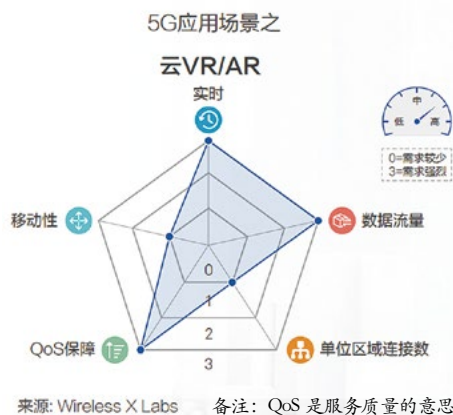 5G应用场景之
云VR/AR
实时
中
低 高
0=需求较少
3=需求强烈
移动性
数据流量
0
1
2
3
QoS保障
单位区域连接数
来源: Wireless X Labs 备注：QoS 是服务质量的意思